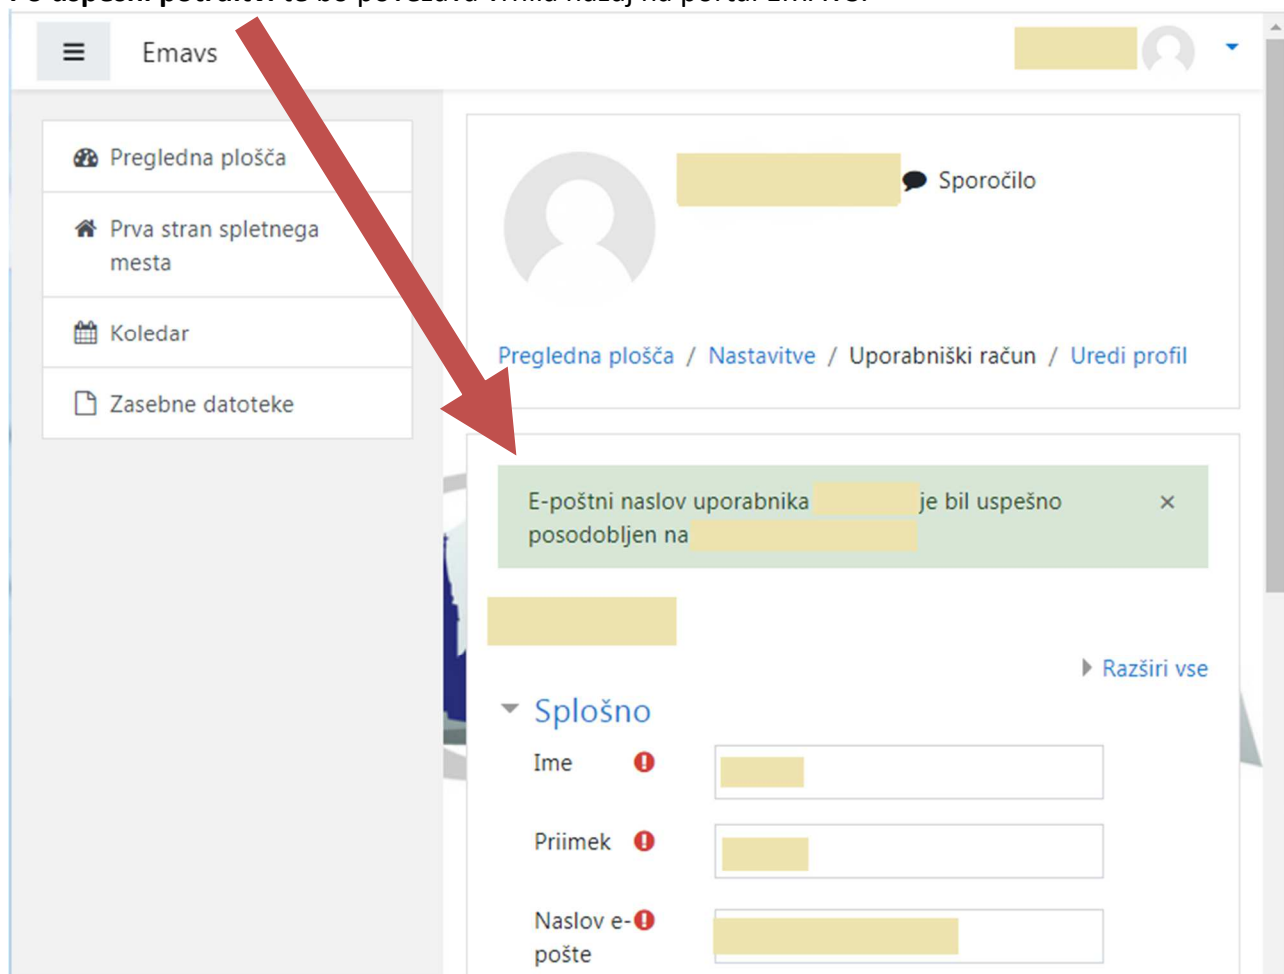 Emavs
Pregledna plošča
Prva stran spletnega
mesta
Koledar
Zasebne datoteke
Sporočilo
Pregledna plošča / Nastavitve / Uporabniški račun / Uredi profil
E-poštni naslov uporabnika je bil uspešno ×
posodobljen na
Razširi vse
Splošno
Ime
Priimek
Naslov e-
pošte